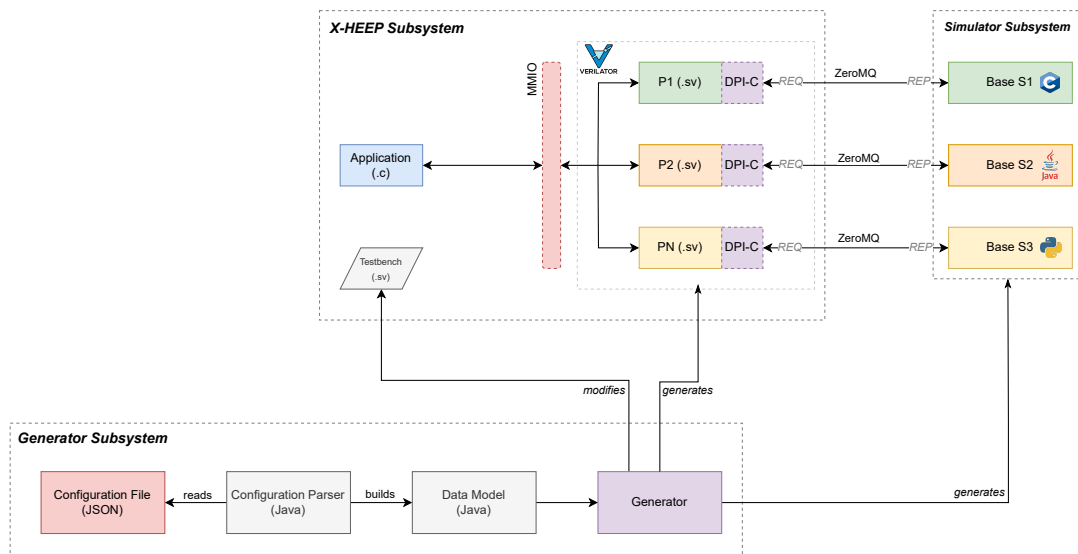 X-HEEP Subsystem
Simulator Subsystem
MMIO
VERILATOR
P1 (.sv)
DPI-C
REQ
ZeroMQ
REP
Base S1
C
Application
(.c)
P2 (.sv)
DPI-C
REQ
ZeroMQ
REP
Base S2
Java
PN (.sv)
DPI-C
REQ
ZeroMQ
REP
Base S3
Testbench
(.sv)
modifies
generates
Generator Subsystem
Configuration File
(JSON)
reads
Configuration Parser
(Java)
builds
Data Model
(Java)
Generator
generates